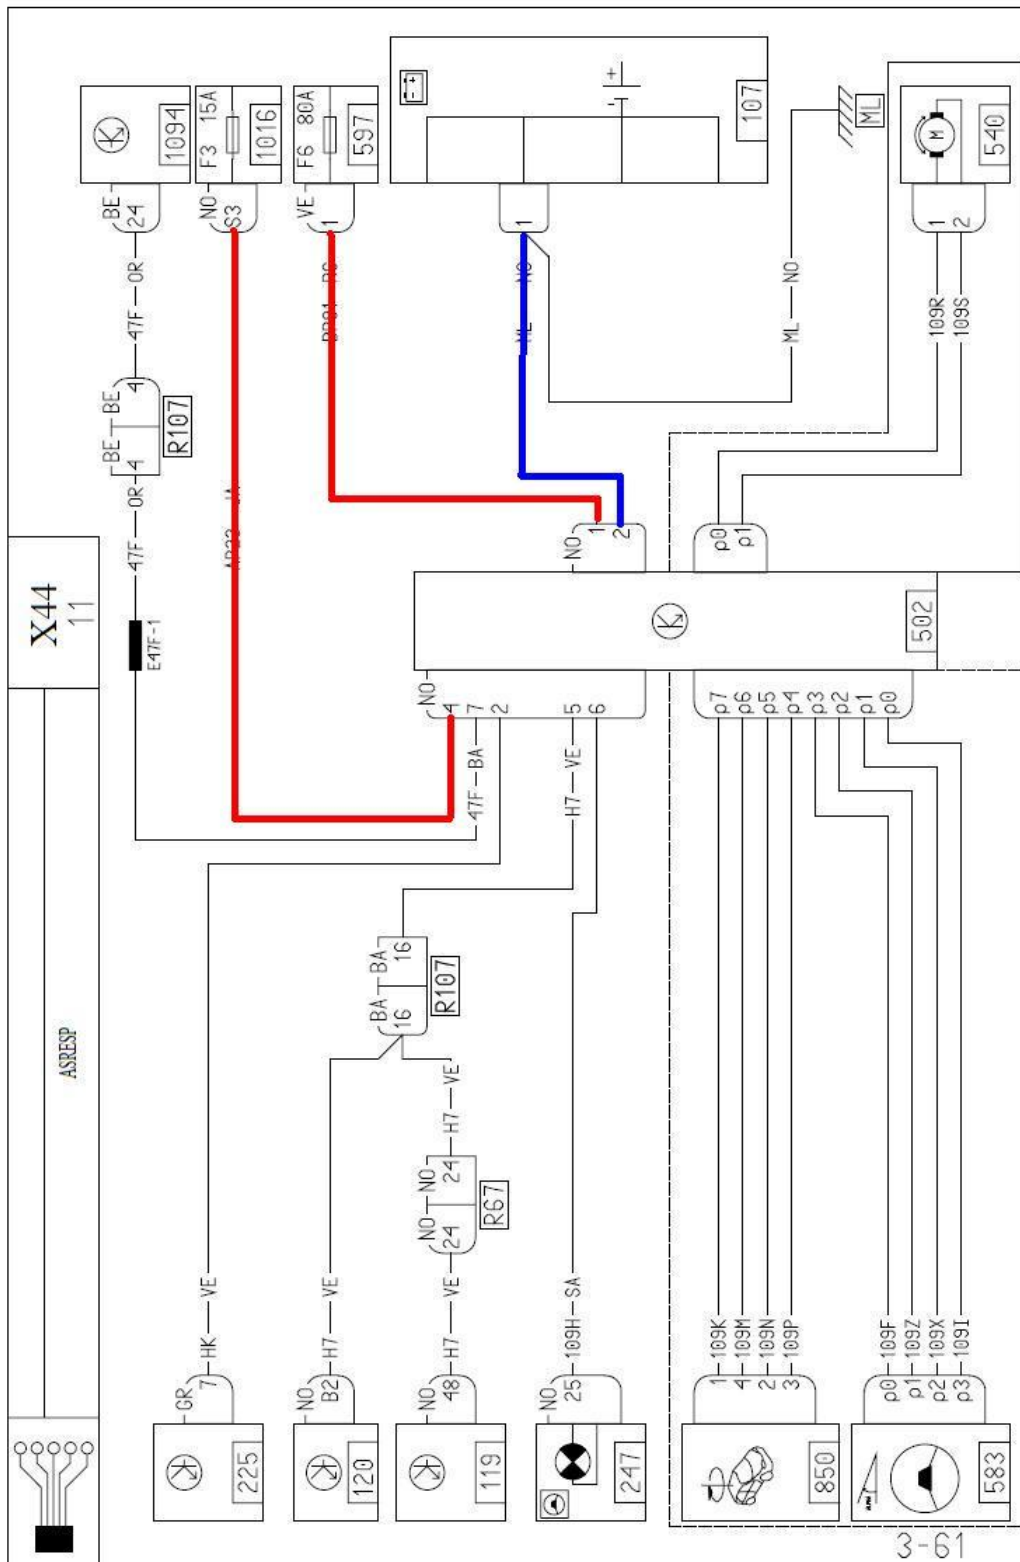 X44
11
ASRESP
1094
BE
24
47F
OR
BE
BE
4
4
R107
47F
OR
E47F-1
F3 15A
1016
NO
S3
F6 80A
597
VE
1
107
1
NO
ML
ML
ML
NO
M
540
1
2
109R
109S
NO
1
2
ρ0
ρ1
502
NO
4
7
2
5
6
ρ7
ρ6
ρ5
ρ4
ρ3
ρ2
ρ1
ρ0
47F
BA
H7
VE
BA
BA
16
16
R107
H7
VE
NO
NO
24
24
R67
HK
VE
GR
7
225
H7
VE
NO
B2
120
H7
VE
NO
48
119
109H
SA
NO
25
247
109K
109M
109N
109P
1
4
2
3
850
109F
109Z
109X
109I
ρ0
ρ1
ρ2
ρ3
583
3-61